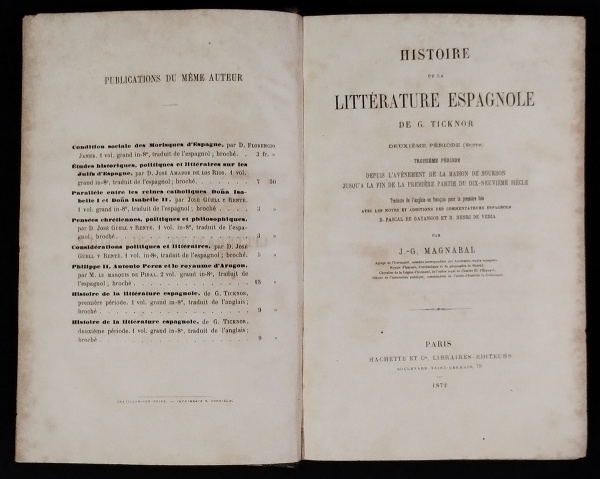 PUBLICATIONS DU MÊME AUTEUR
Condition sociale des Morisques d'Espagne, par D. Florencio
Janer. 1 vol. grand in-8°, traduit de l'espagnol; broché. . 3 fr. »
Études historiques, politiques et littéraires sur les
Juifs d'Espagne, par D. José Amador de los Rios. 1 vol.
grand in-8°, traduit de l'espagnol; broché. . . . . . . 7 50
Parallèle entre les reines catholiques Doña Isa-
belle I et Doña Isabelle II, par José Guell y Renté.
1 vol. grand in-8°, traduit de l'espagnol; broché . . . . 3 »
Pensées chrétiennes, politiques et philosophiques,
par D. José Guell y Renté. 1 vol. in-8°, traduit de l'espa-
gnol; broché. . . . . . . . . . 3 »
Considérations politiques et littéraires, par D. José
Guell y Renté. 1 vol. in-8°, traduit de l'espagnol; broché . 5 »
Philippe II, Antonio Perez et le royaume d'Aragon,
par M. le marquis de Pidal. 2 vol. grand in-8°, traduit de
l'espagnol; broché . . . . . . . . 15 »
Histoire de la littérature espagnole, de G. Ticknor,
première période. 1 vol. grand in-8°, traduit de l'anglais;
broché . . . . . . . . . . 9 »
Histoire de la littérature espagnole, de G. Ticknor,
deuxième période. 1 vol. grand in-8°, traduit de l'anglais;
broché . . . . . . . . . . 9 »
HISTOIRE
DE LA
LITTÉRATURE ESPAGNOLE
DE G. TICKNOR
DEUXIÈME PÉRIODE (SUITE)
TROISIÈME PÉRIODE
DEPUIS L'AVÉNEMENT DE LA MAISON DE BOURBON
JUSQU'A LA FIN DE LA PREMIÈRE PARTIE DU DIX-NEUVIÈME SIÈCLE
Traduite de l'anglais en français pour la première fois
AVEC LES NOTES ET ADDITIONS DES COMMENTATEURS ESPAGNOLS
D. PASCAL DE GAYANGOS ET D. HENRI DE VEDIA
PAR
J.-G. MAGNABAL
PARIS
HACHETTE ET Cie, LIBRAIRES-ÉDITEURS
BOULEVARD SAINT-GERMAIN, 79
1872